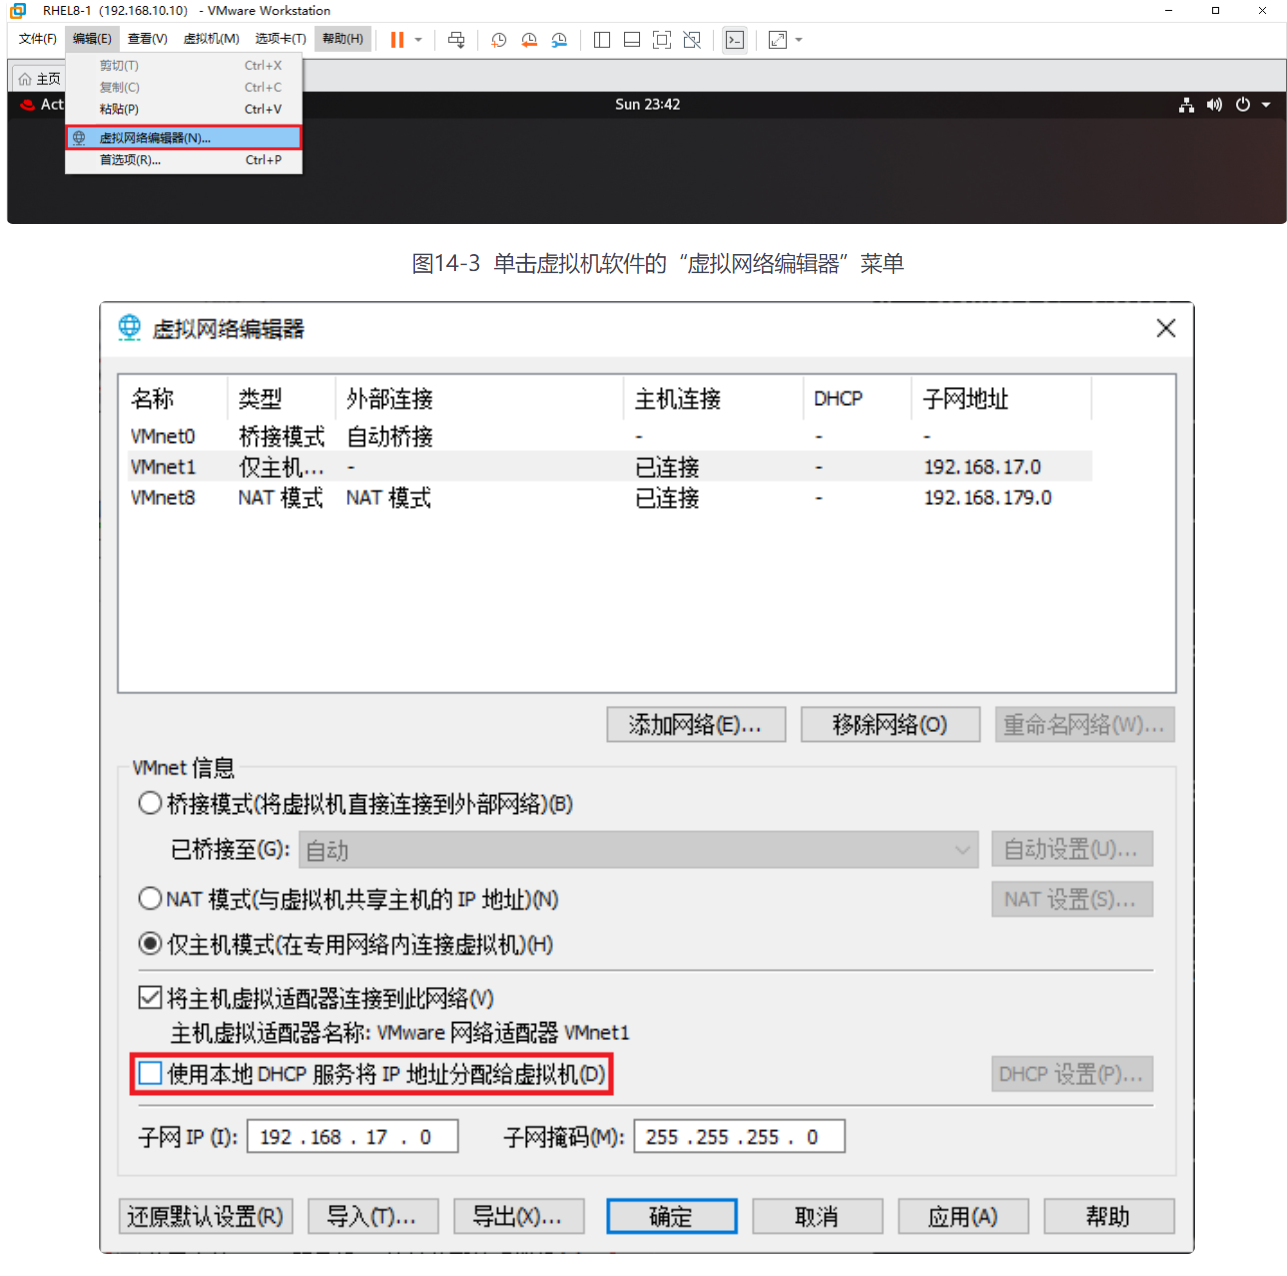 RHEL8-1 (192.168.10.10) - VMware Workstation
文件(F) 编辑(E) 查看(V) 虚拟机(M) 选项卡(T) 帮助(H)
剪切(T) Ctrl+X
主页 复制(C) Ctrl+C
Act 粘贴(P) Ctrl+V Sun 23:42
虚拟网络编辑器(N)...
首选项(R)... Ctrl+P
图14-3 单击虚拟机软件的“虚拟网络编辑器”菜单
虚拟网络编辑器
名称 类型 外部连接 主机连接 DHCP 子网地址
VMnet0 桥接模式 自动桥接 - - -
VMnet1 仅主机... - 已连接 - 192.168.17.0
VMnet8 NAT 模式 NAT 模式 已连接 - 192.168.179.0
添加网络(E)... 移除网络(O) 重命名网络(W)...
VMnet 信息
桥接模式(将虚拟机直接连接到外部网络)(B)
已桥接至(G): 自动 自动设置(U)...
NAT 模式(与虚拟机共享主机的 IP 地址)(N) NAT 设置(S)...
仅主机模式(在专用网络内连接虚拟机)(H)
将主机虚拟适配器连接到此网络(V)
主机虚拟适配器名称: VMware 网络适配器 VMnet1
使用本地 DHCP 服务将 IP 地址分配给虚拟机(D) DHCP 设置(P)...
子网 IP (I): 192 . 168 . 17 . 0 子网掩码(M): 255 . 255 . 255 . 0
还原默认设置(R) 导入(T)... 导出(X)... 确定 取消 应用(A) 帮助